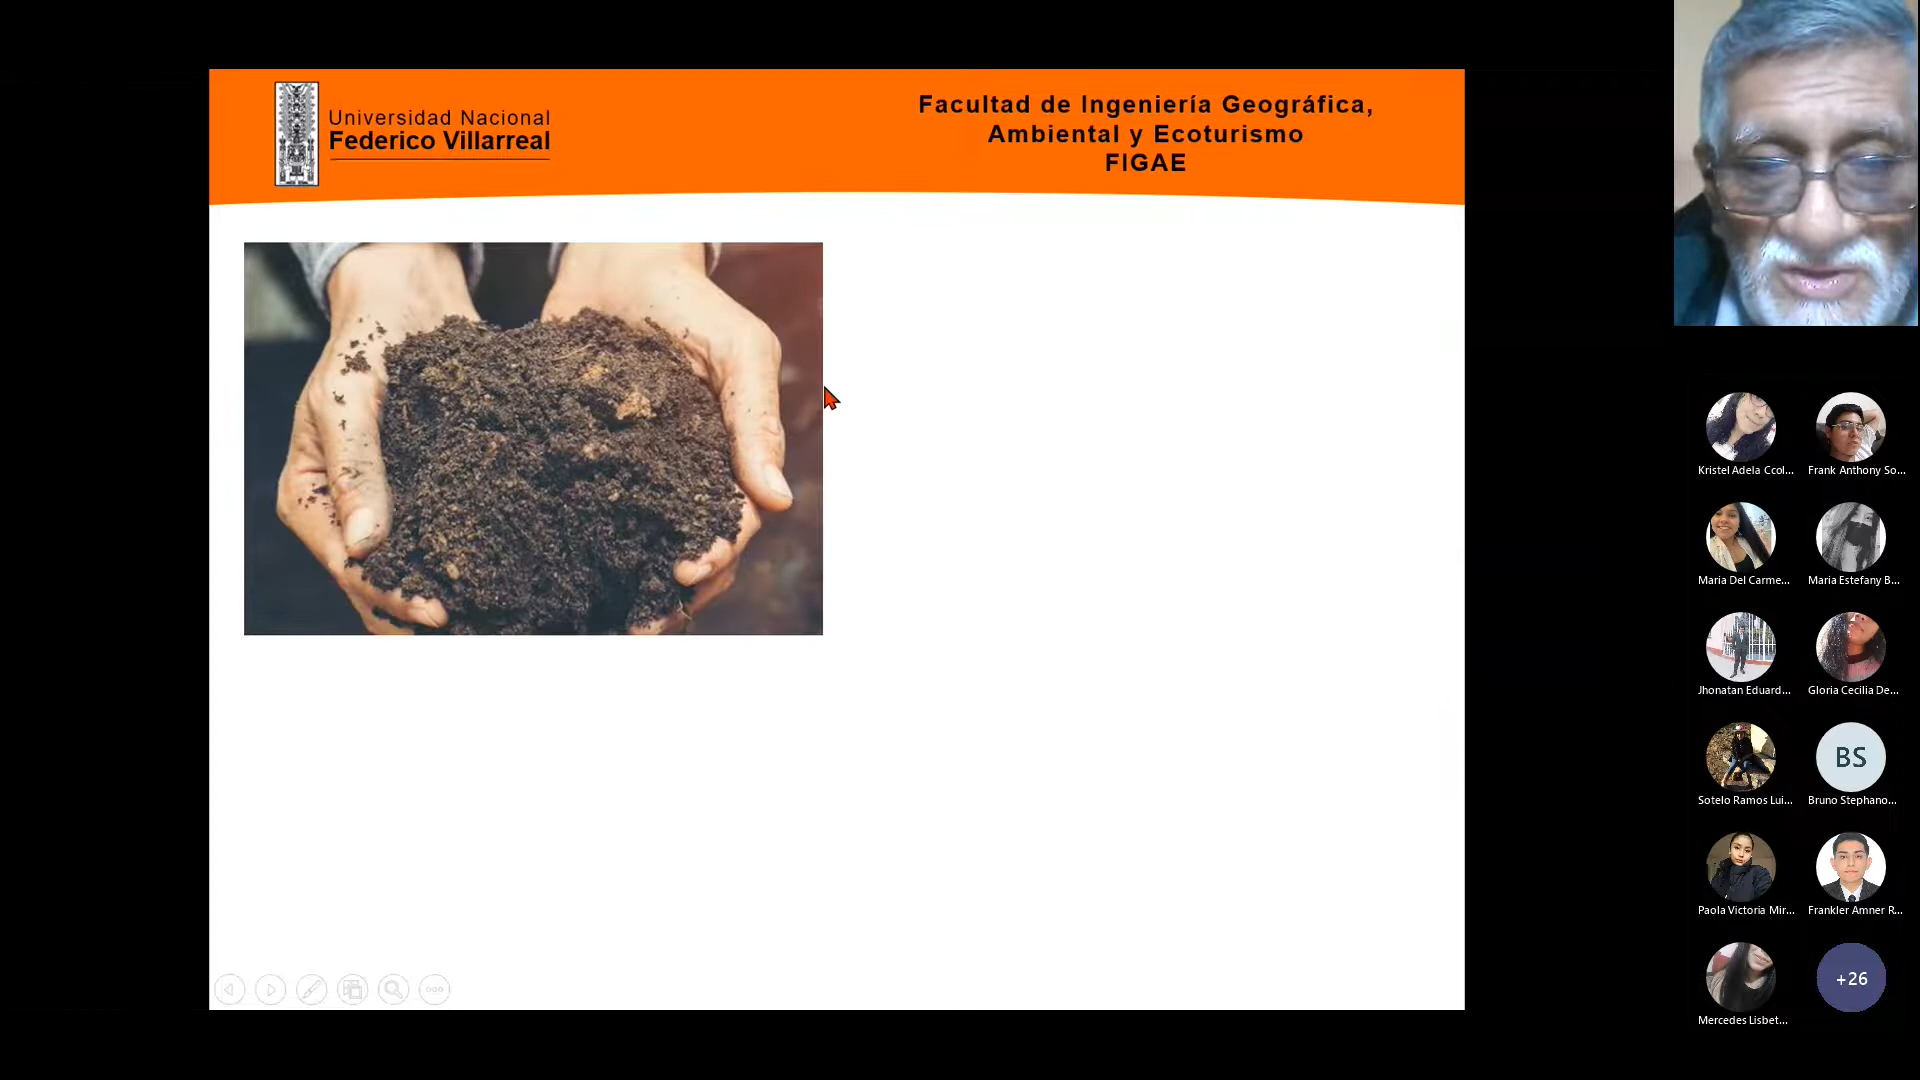 Universidad Nacional
Federico Villarreal
Facultad de Ingeniería Geográfica,
Ambiental y Ecoturismo
FIGAE
Kristel Adela Ccol...
Frank Anthony So...
Maria Del Carme...
Maria Estefany B...
Jhonatan Eduard...
Gloria Cecilia De...
Sotelo Ramos Lui...
BS
Bruno Stephano...
Paola Victoria Mir...
Frankler Amner R...
Mercedes Lisbet...
+26